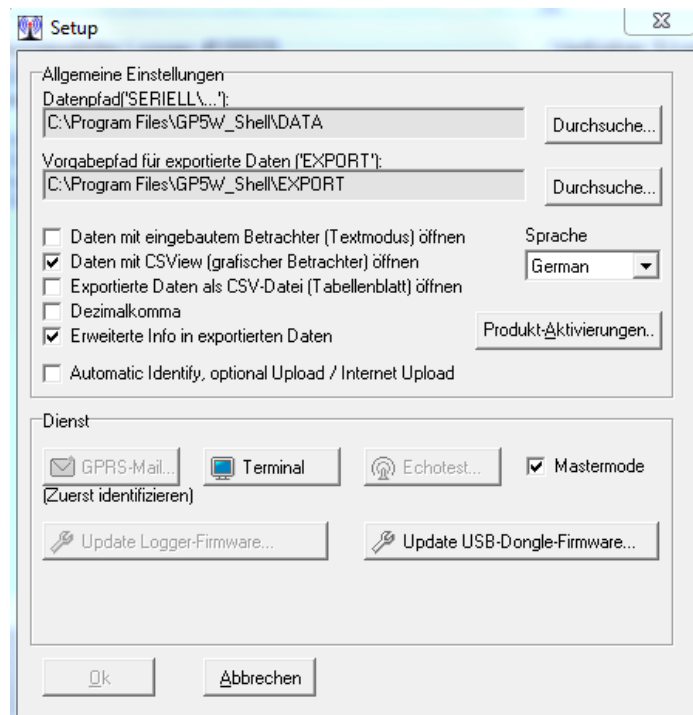 Setup
Allgemeine Einstellungen
Datenpfad('SERIELL\...'):
C:\Program Files\GP5W_Shell\DATA
Durchsuche...
Vorgabepfad für exportierte Daten ('EXPORT'):
C:\Program Files\GP5W_Shell\EXPORT
Durchsuche...
Daten mit eingebautem Betrachter (Textmodus) öffnen
Sprache
Daten mit CSView (grafischer Betrachter) öffnen
German
Exportierte Daten als CSV-Datei (Tabellenblatt) öffnen
Dezimalkomma
Erweiterte Info in exportierten Daten
Produkt-Aktivierungen..
Automatic Identify, optional Upload / Internet Upload
Dienst
GPRS-Mail...
Terminal
Echotest...
Mastermode
(Zuerst identifizieren)
Update Logger-Firmware...
Update USB-Dongle-Firmware...
Ok
Abbrechen